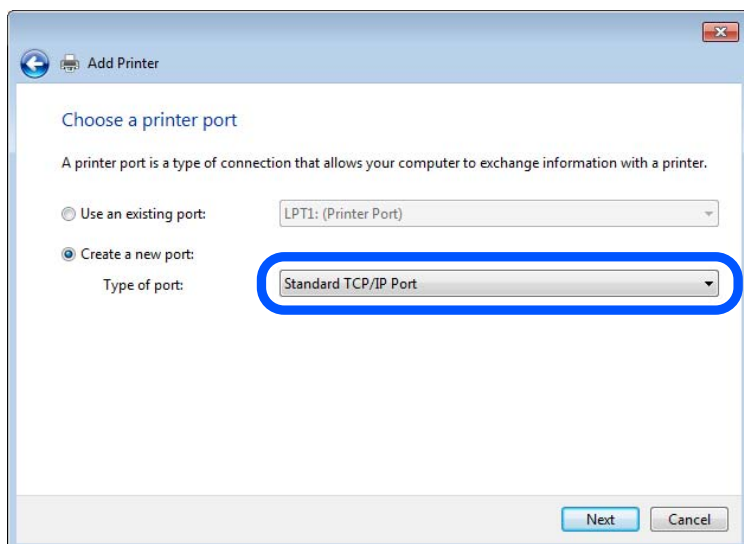 Add Printer
Choose a printer port
A printer port is a type of connection that allows your computer to exchange information with a printer.
Use an existing port: LPT1: (Printer Port)
Create a new port:
Type of port: Standard TCP/IP Port
Next Cancel